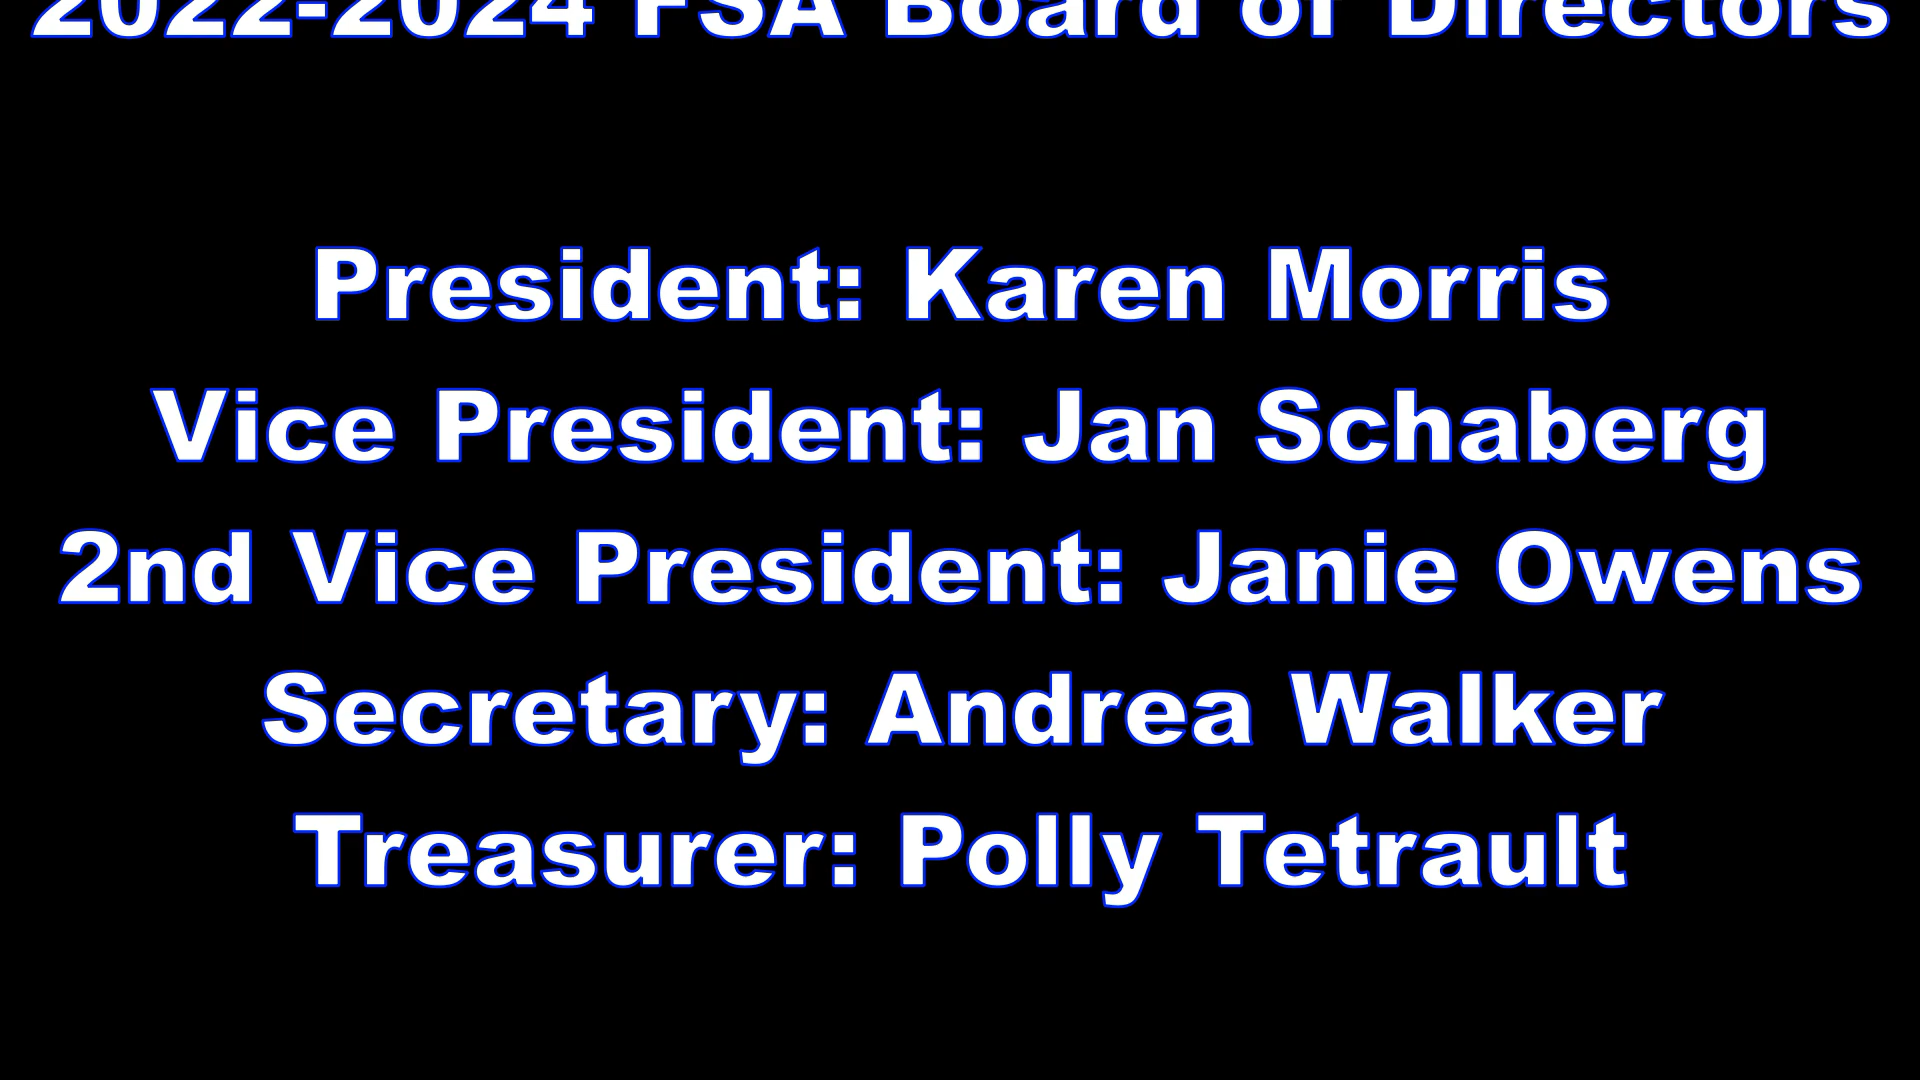 2022-2024 FSA Board of Directors
President: Karen Morris
Vice President: Jan Schaberg
2nd Vice President: Janie Owens
Secretary: Andrea Walker
Treasurer: Polly Tetrault